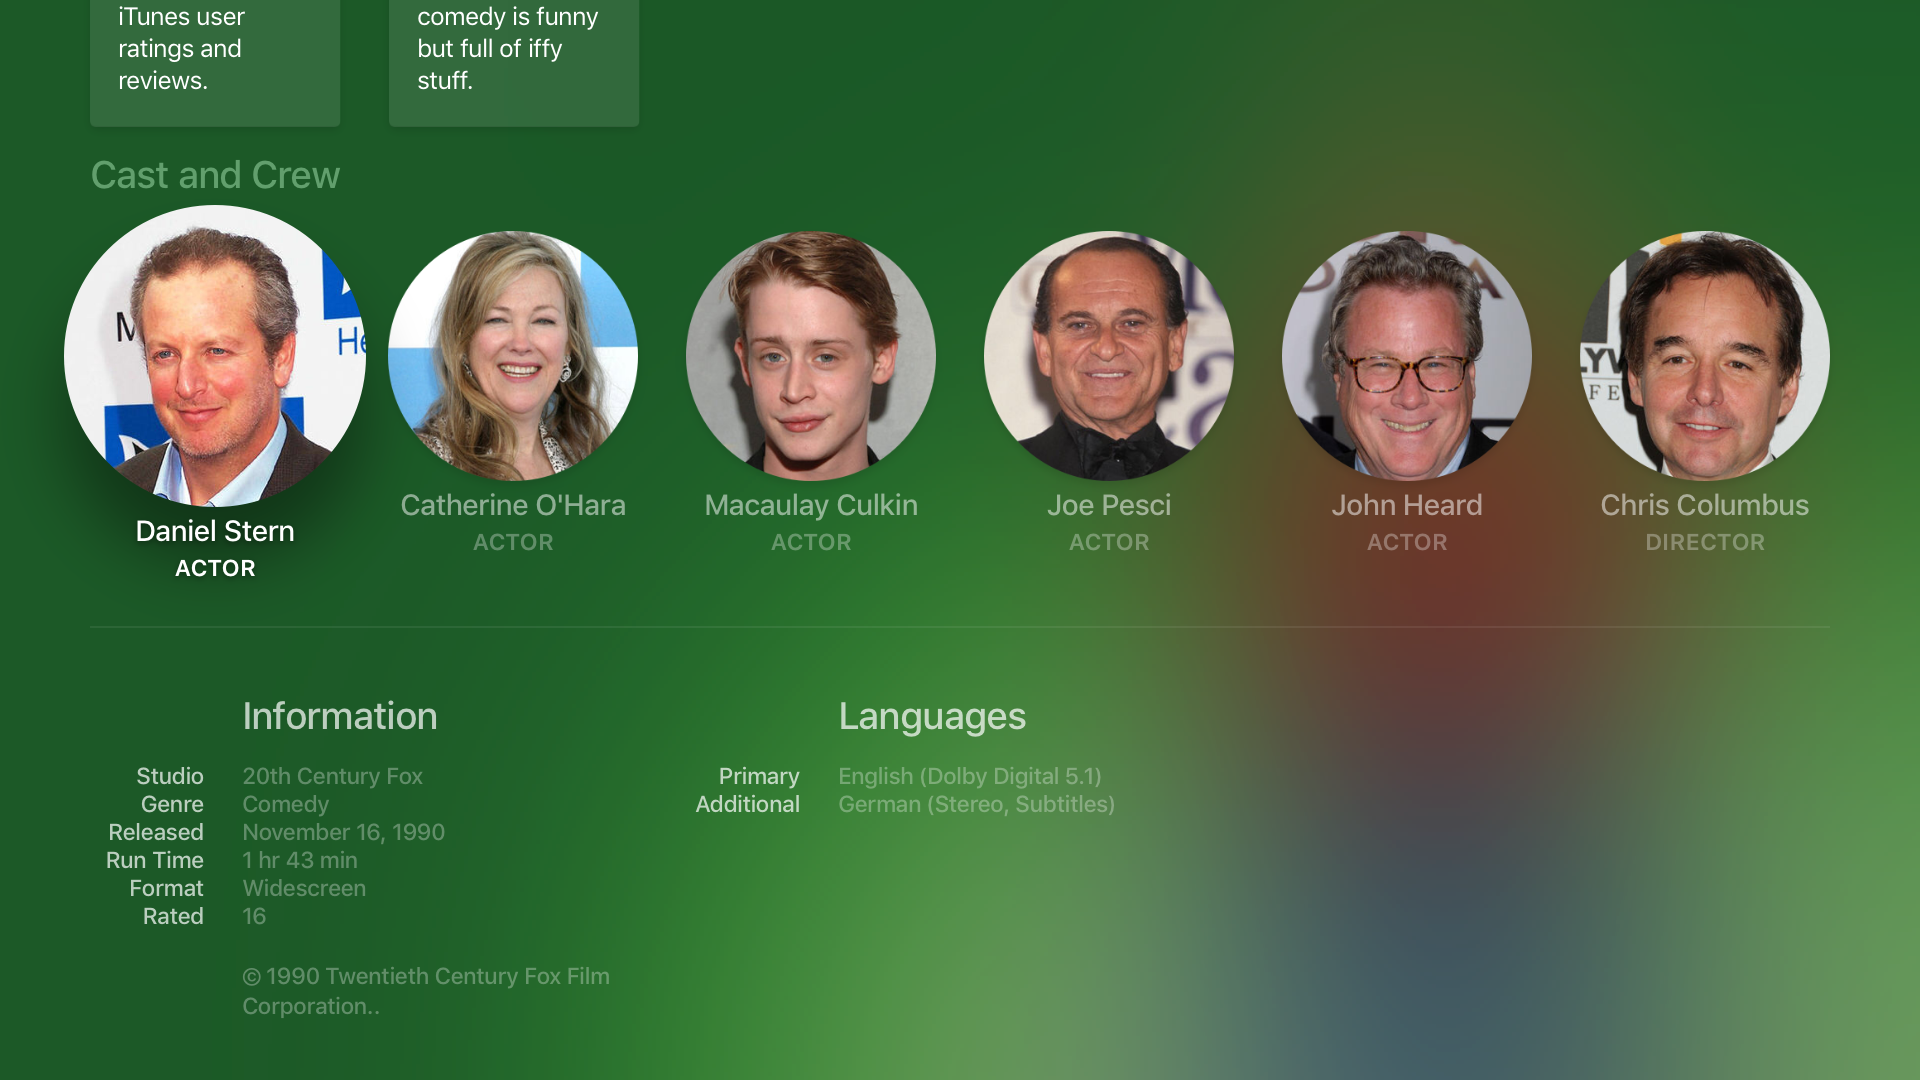 iTunes user
ratings and
reviews.
comedy is funny
but full of iffy
stuff.
Cast and Crew
Daniel Stern
ACTOR
Catherine O'Hara
ACTOR
Macaulay Culkin
ACTOR
Joe Pesci
ACTOR
John Heard
ACTOR
Chris Columbus
DIRECTOR
Information
Studio 20th Century Fox
Genre Comedy
Released November 16, 1990
Run Time 1 hr 43 min
Format Widescreen
Rated 16
© 1990 Twentieth Century Fox Film
Corporation..
Languages
Primary English (Dolby Digital 5.1)
Additional German (Stereo, Subtitles)